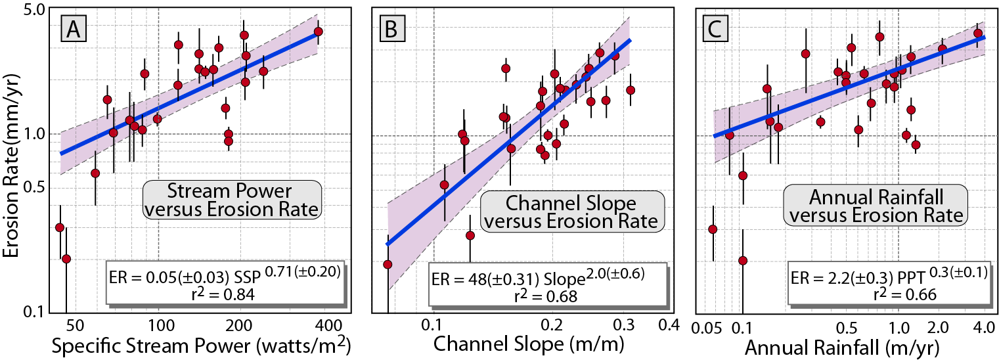 A
B
C
Erosion Rate(mm/yr)
5.0
1.0
0.5
0.1
Stream Power
versus Erosion Rate
ER = 0.05(±0.03) SSP 0.71(±0.20)
r2 = 0.84
50 100 200 400
Specific Stream Power (watts/m2)
Channel Slope
versus Erosion Rate
ER = 48(±0.31) Slope2.0(±0.6)
r2 = 0.68
0.1 0.2 0.3 0.4
Channel Slope (m/m)
Annual Rainfall
versus Erosion Rate
ER = 2.2(±0.3) PPT 0.3(±0.1)
r2 = 0.66
0.05 0.1 0.5 1.0 2.0 4.0
Annual Rainfall (m/yr)